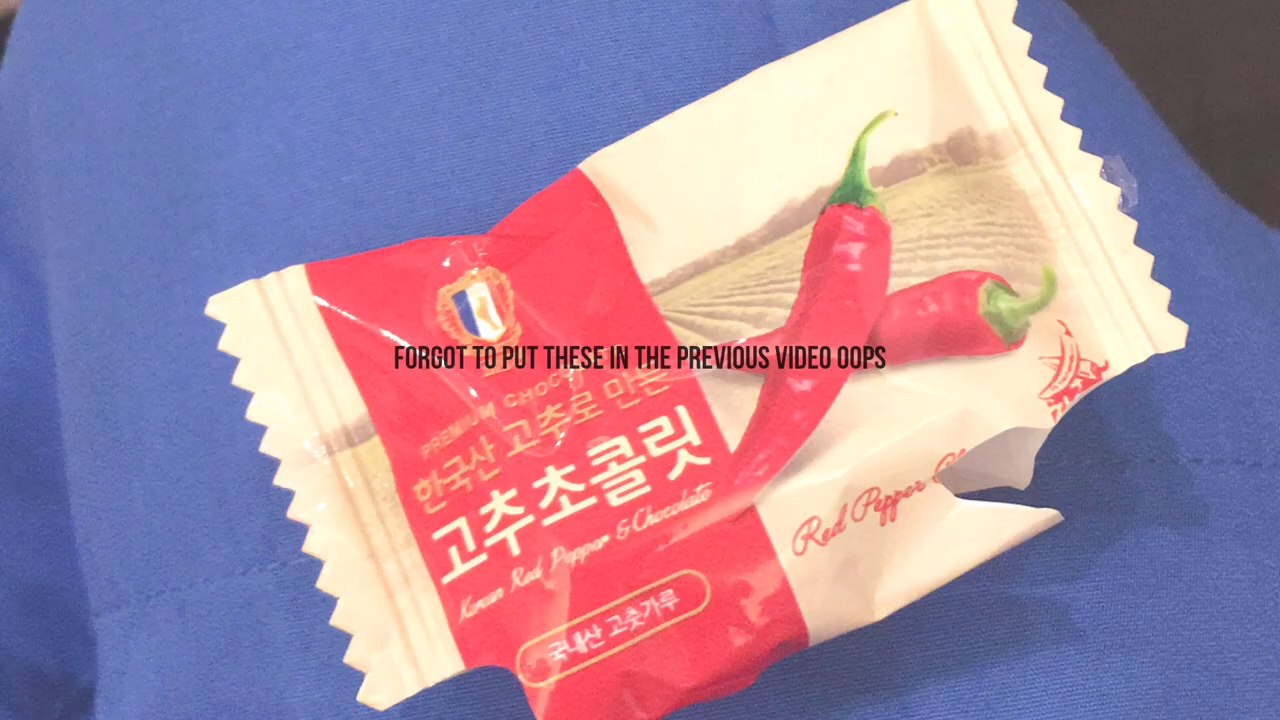 FORGOT TO PUT THESE IN THE PREVIOUS VIDEO OOPS
PREMIUM
한국산 고추로 만든
고추초콜릿
Korean Red Pepper & Chocolate
국내산 고춧가루
Red Pepper